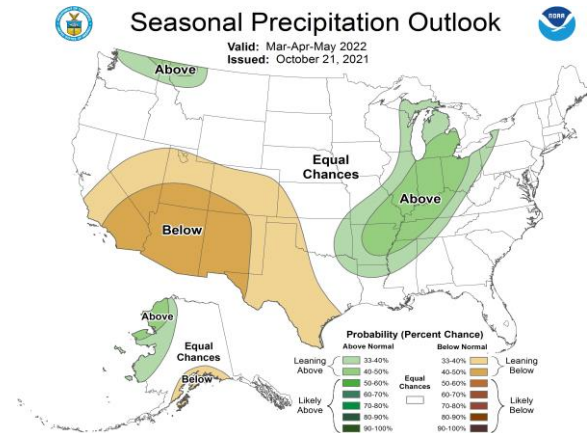 Seasonal Precipitation Outlook
Valid: Mar-Apr-May 2022
Issued: October 21, 2021
NOAA
Above
Equal
Chances
Above
Below
Above
Equal
Chances
Below
Probability (Percent Chance)
Above Normal Below Normal
Leaning
Above
33-40%
40-50%
Likely
Above
50-60%
60-70%
70-80%
80-90%
90-100%
Equal
Chances
33-40%
40-50%
Leaning
Below
50-60%
60-70%
70-80%
80-90%
90-100%
Likely
Below